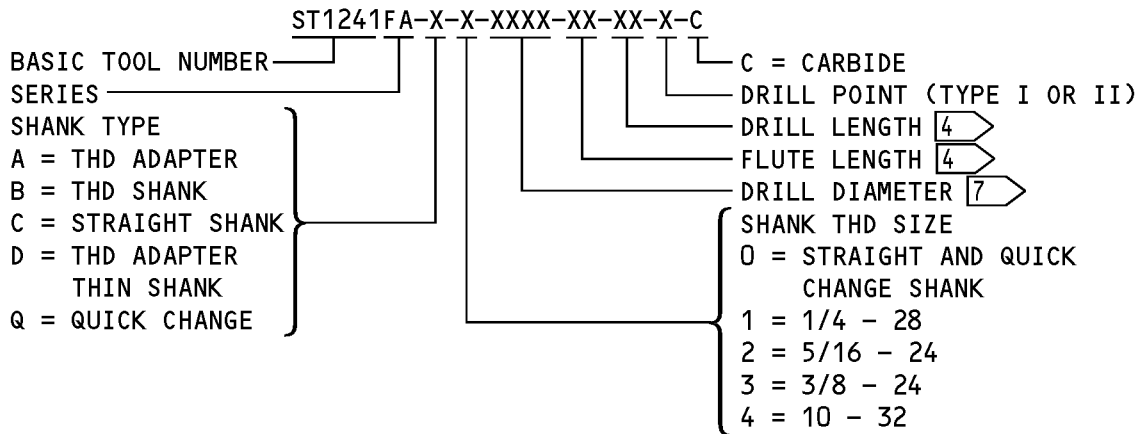 ST1241FA-X-X-XXXX-XX-XX-X-C
BASIC TOOL NUMBER
SERIES
SHANK TYPE
A = THD ADAPTER
B = THD SHANK
C = STRAIGHT SHANK
D = THD ADAPTER
THIN SHANK
Q = QUICK CHANGE
C = CARBIDE
DRILL POINT (TYPE I OR II)
DRILL LENGTH 4
FLUTE LENGTH 4
DRILL DIAMETER 7
SHANK THD SIZE
0 = STRAIGHT AND QUICK
CHANGE SHANK
1 = 1/4 - 28
2 = 5/16 - 24
3 = 3/8 - 24
4 = 10 - 32